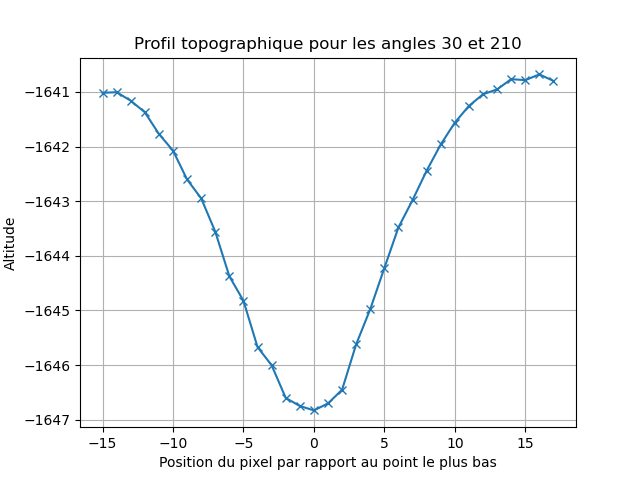 Profil topographique pour les angles 30 et 210
Altitude
−1641
−1642
−1643
−1644
−1645
−1646
−1647
−15 −10 −5 0 5 10 15
Position du pixel par rapport au point le plus bas